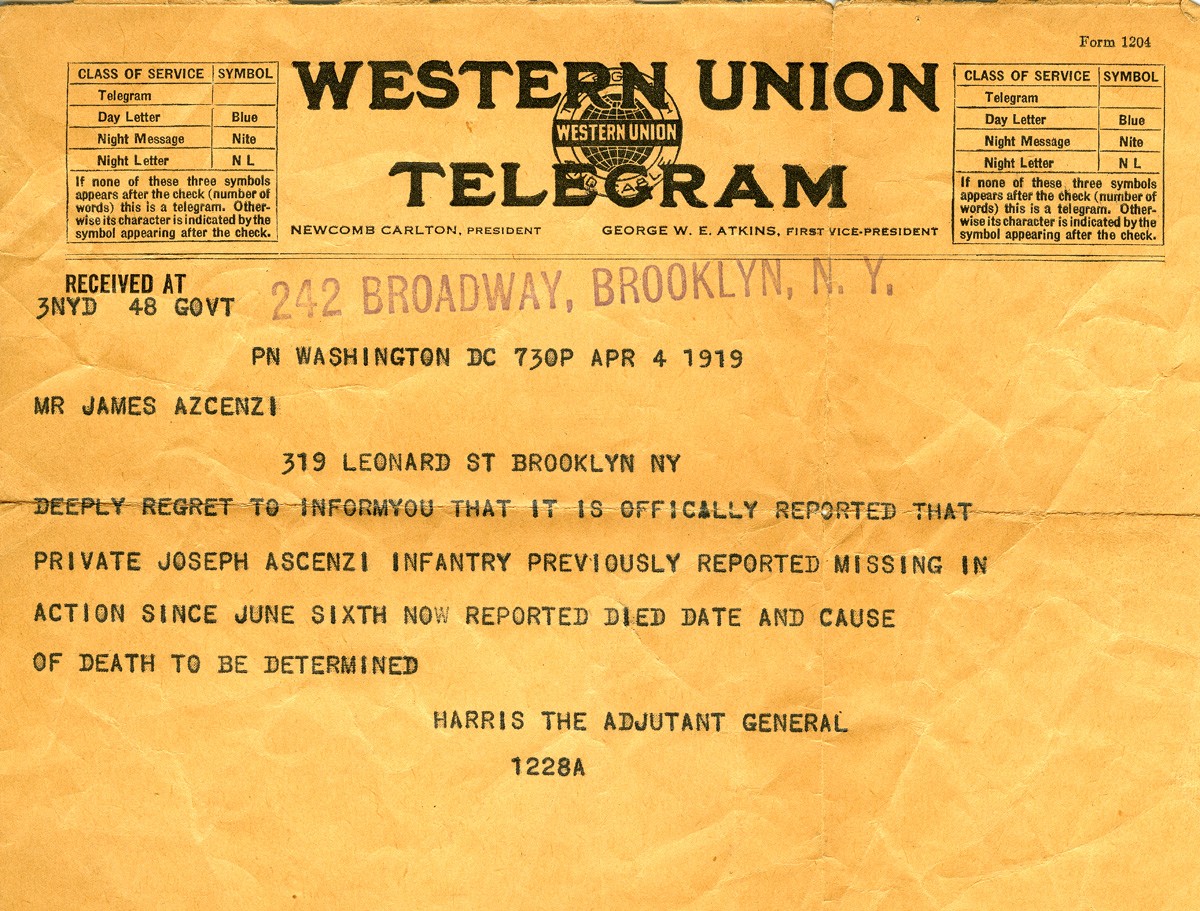 Form 1204
CLASS OF SERVICE SYMBOL
Telegram
Day Letter Blue
Night Message Nite
Night Letter N L
If none of these three symbols
appears after the check (number of
words) this is a telegram. Other-
wise its character is indicated by the
symbol appearing after the check.
WESTERN UNION
WESTERN UNION
TELEGRAM
NEWCOMB CARLTON, PRESIDENT GEORGE W. E. ATKINS, FIRST VICE-PRESIDENT
CLASS OF SERVICE SYMBOL
Telegram
Day Letter Blue
Night Message Nite
Night Letter N L
If none of these three symbols
appears after the check (number of
words) this is a telegram. Other-
wise its character is indicated by the
symbol appearing after the check.
RECEIVED AT
242 BROADWAY, BROOKLYN, N. Y.
3NYD 48 GOVT
PN WASHINGTON DC 730P APR 4 1919
MR JAMES AZCENZI
319 LEONARD ST BROOKLYN NY
DEEPLY REGRET TO INFORMYOU THAT IT IS OFFICALLY REPORTED THAT
PRIVATE JOSEPH ASCENZI INFANTRY PREVIOUSLY REPORTED MISSING IN
ACTION SINCE JUNE SIXTH NOW REPORTED DIED DATE AND CAUSE
OF DEATH TO BE DETERMINED
HARRIS THE ADJUTANT GENERAL
1228A